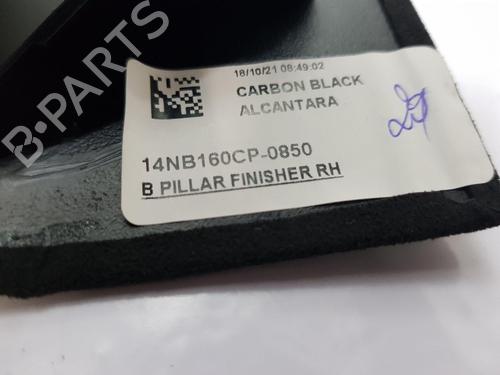 18/10/21 08:49:02
CARBON BLACK
ALCANTARA
14NB160CP-0850
B PILLAR FINISHER RH
B-PARTS